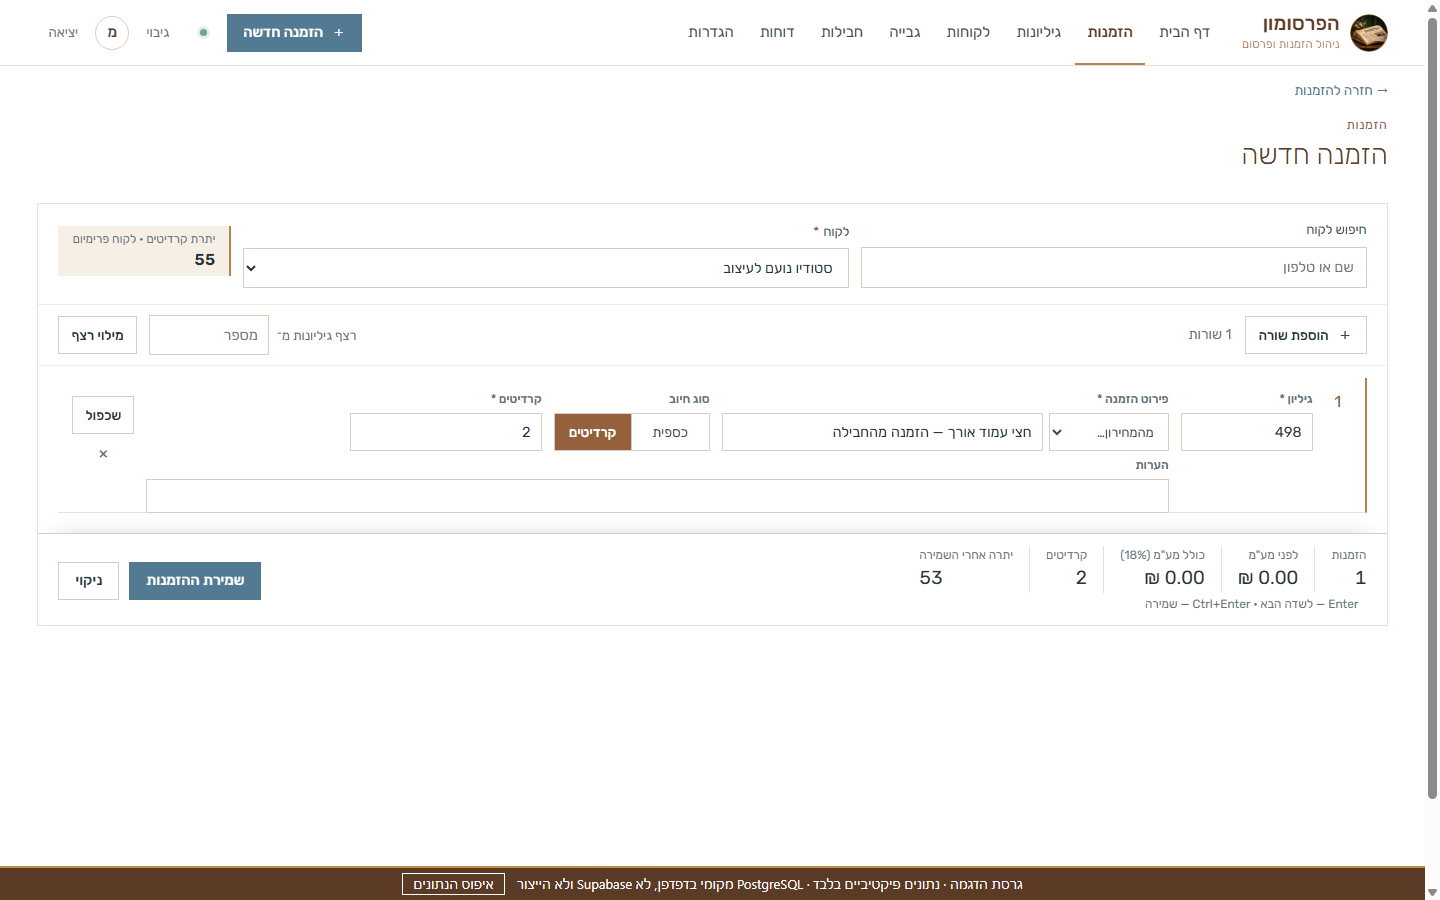 הפרסומון
ניהול הזמנות ופרסום
דף הבית
הזמנות
גיליונות
לקוחות
גבייה
חבילות
דוחות
הגדרות
+ הזמנה חדשה
גיבוי
מ
יציאה
→ חזרה להזמנות
הזמנות
הזמנה חדשה
חיפוש לקוח
שם או טלפון
לקוח *
סטודיו נועם לעיצוב
יתרת קרדיטים • לקוח פרימיום
55
+ הוספת שורה
1 שורות
רצף גיליונות מ־
מספר
מילוי רצף
1
גיליון *
498
פירוט הזמנה *
מהמחירון...
חצי עמוד אורך – הזמנה מהחבילה
סוג חיוב
כספית
קרדיטים
קרדיטים *
2
שכפול
×
הערות
הזמנות
1
לפני מע"מ
0.00 ₪
כולל מע"מ (18%)
0.00 ₪
קרדיטים
2
יתרה אחרי השמירה
53
Enter – לשדה הבא • Ctrl+Enter – שמירה
שמירת ההזמנות
ניקוי
גרסת הדגמה · נתונים פיקטיביים בלבד · PostgreSQL מקומי בדפדפן, לא Supabase ולא הייצור
איפוס הנתונים